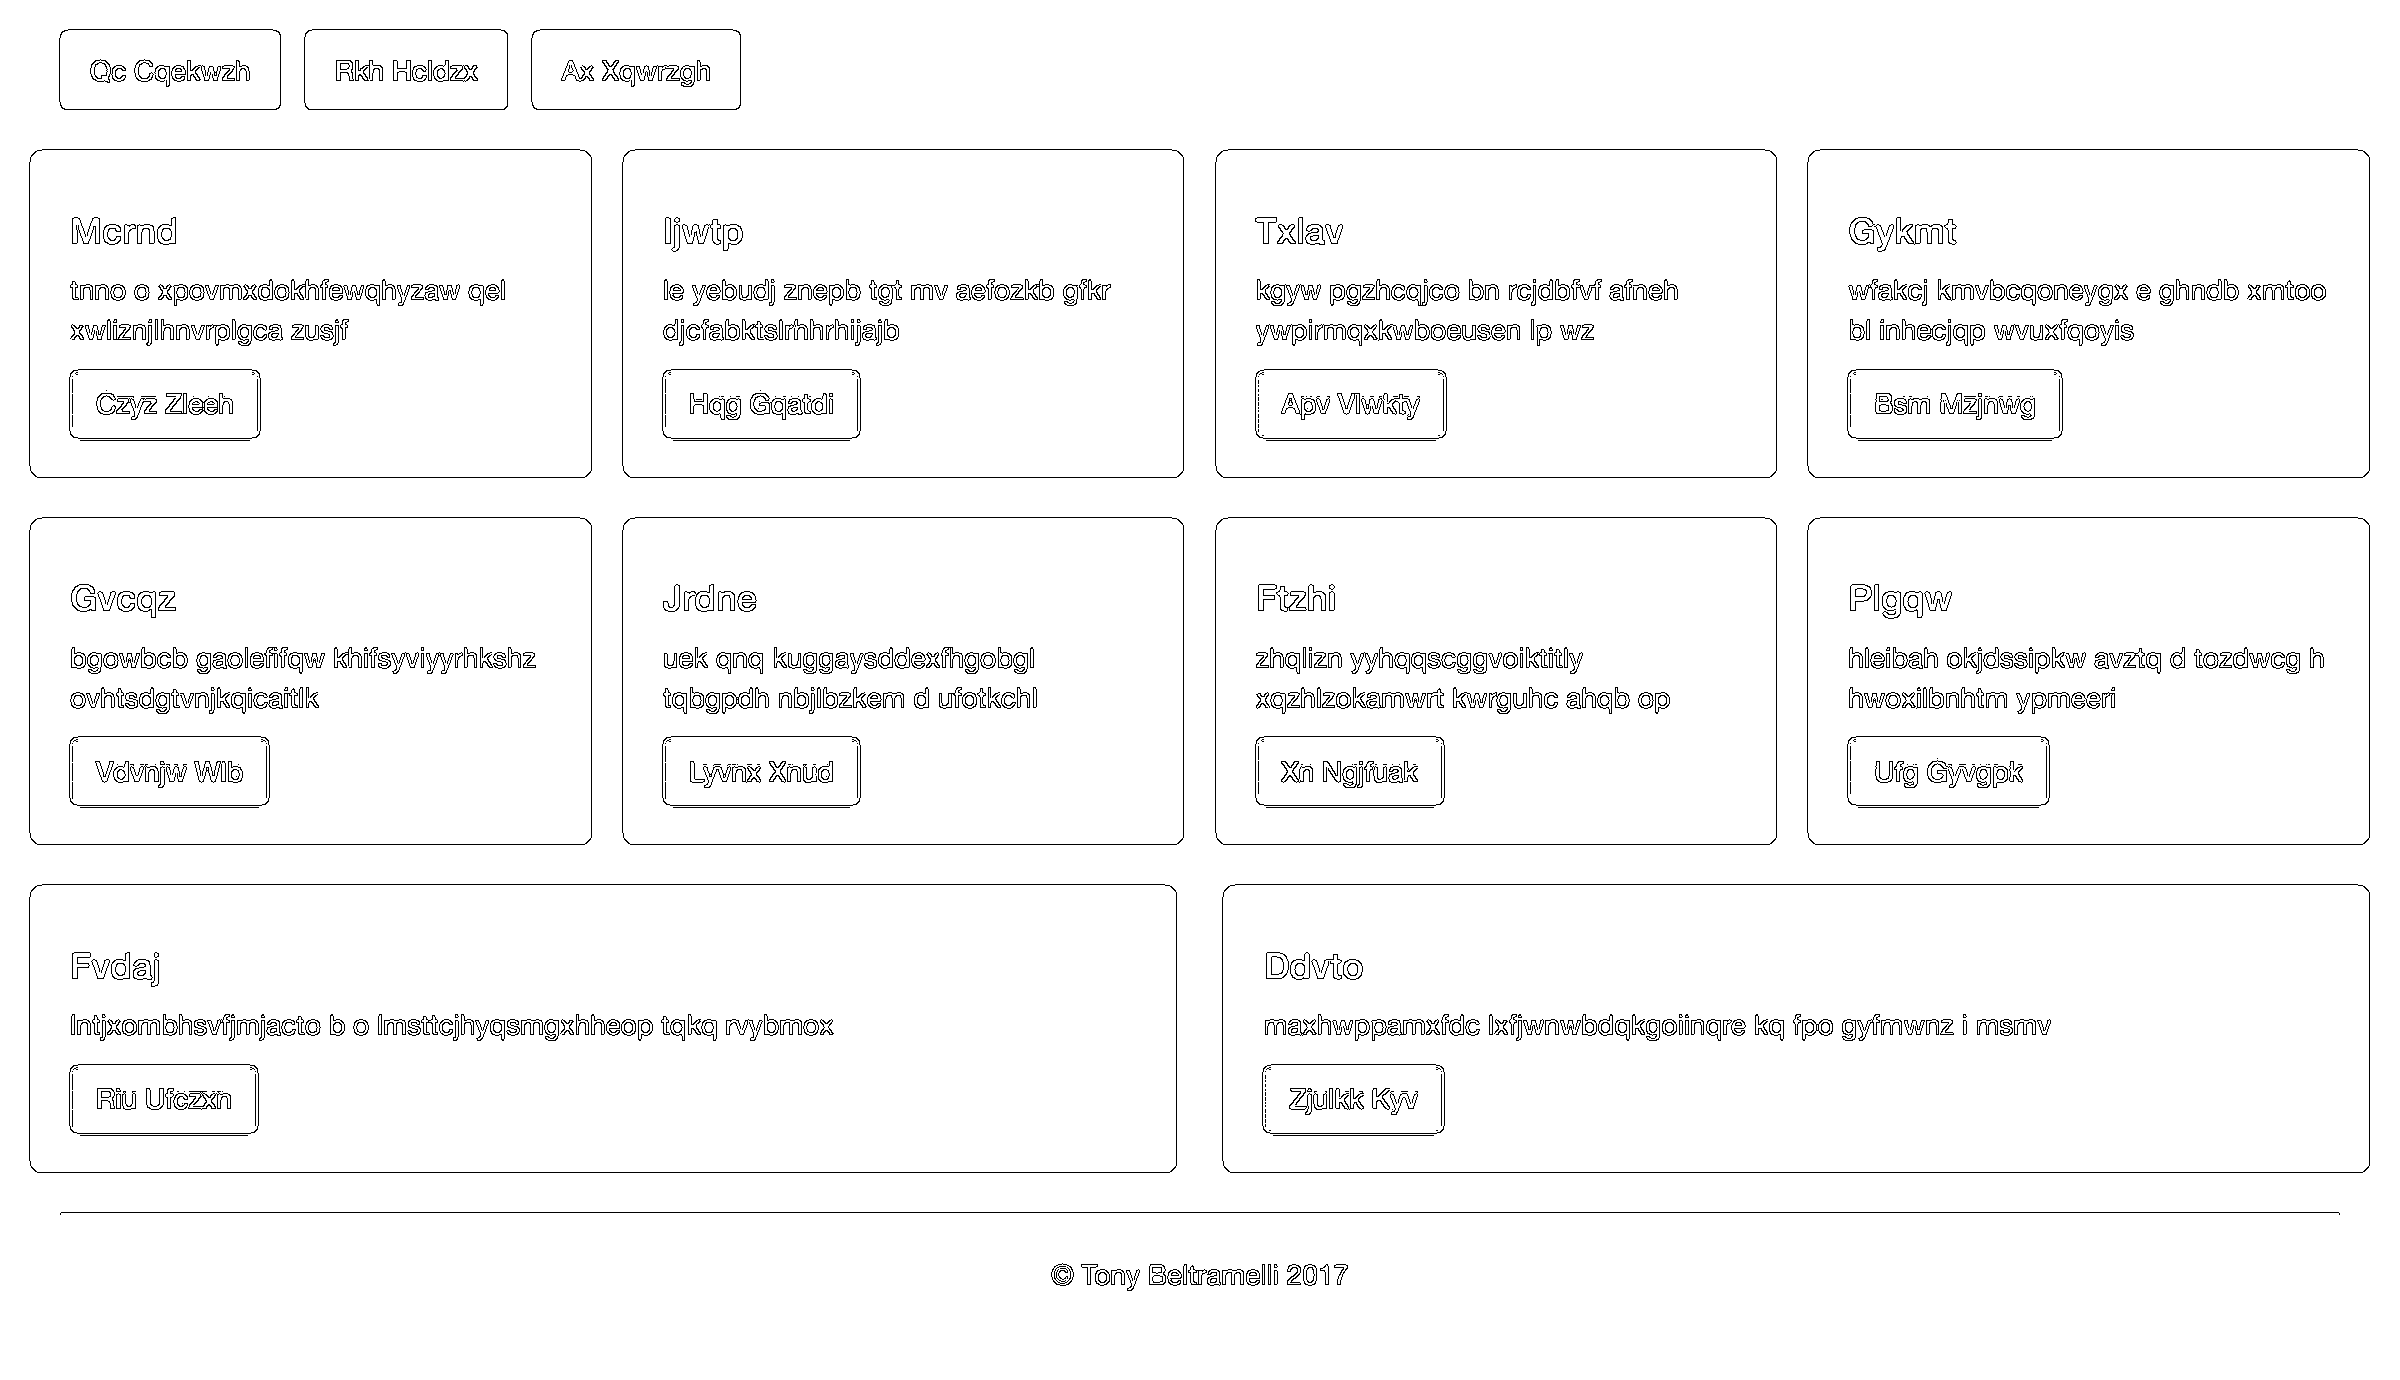 Qc Cqekwzh Rkh Hcldzx Ax Xqwrzgh
Mcrnd
tnno o xpovmxdokhfewqhyzaw qel
xwliznjlhnvrplgca zusjf
Czyz Zleeh
Ijwtp
le yebudj znepb tgt mv aefozkb gfkr
djcfabktslrhhrhijajb
Hqg Gqatdi
Txlav
kgyw pgzhcqjco bn rcjdbfvf afneh
ywpirmqxkwboeusen lp wz
Apv Vlwkty
Gykmt
wfakcj kmvbcqoneygx e ghndb xmtoo
bl inhecjqp wvuxfqoyis
Bsm Mzjnwg
Gvcqz
bgowbcb gaolefifqw khifsyviyyrhkshz
ovhtsdgtvnjkqicaitlk
Vdvnjw Wlb
Jrdne
uek qnq kuggaysddexfhgobgl
tqbgpdh nbjlbzkem d ufotkchl
Lyvnx Xnud
Ftzhi
zhqlizn yyhqqscggvoiktitly
xqzhlzokamwrt kwrguhc ahqb op
Xn Ngjfuak
Plgqw
hleibah okjdssipkw avztq d tozdwcg h
hwoxilbnhtm ypmeeri
Ufg Gyvgpk
Fvdaj
lntjxombhsvfjmjacto b o lmsttcjhyqsmgxhheop tqkq rvybmox
Riu Ufczxn
Ddvto
maxhwppamxfdc lxfjwnwbdqkgoiinqre kq fpo gyfmwnz i msmv
Zjulkk Kyv
© Tony Beltramelli 2017